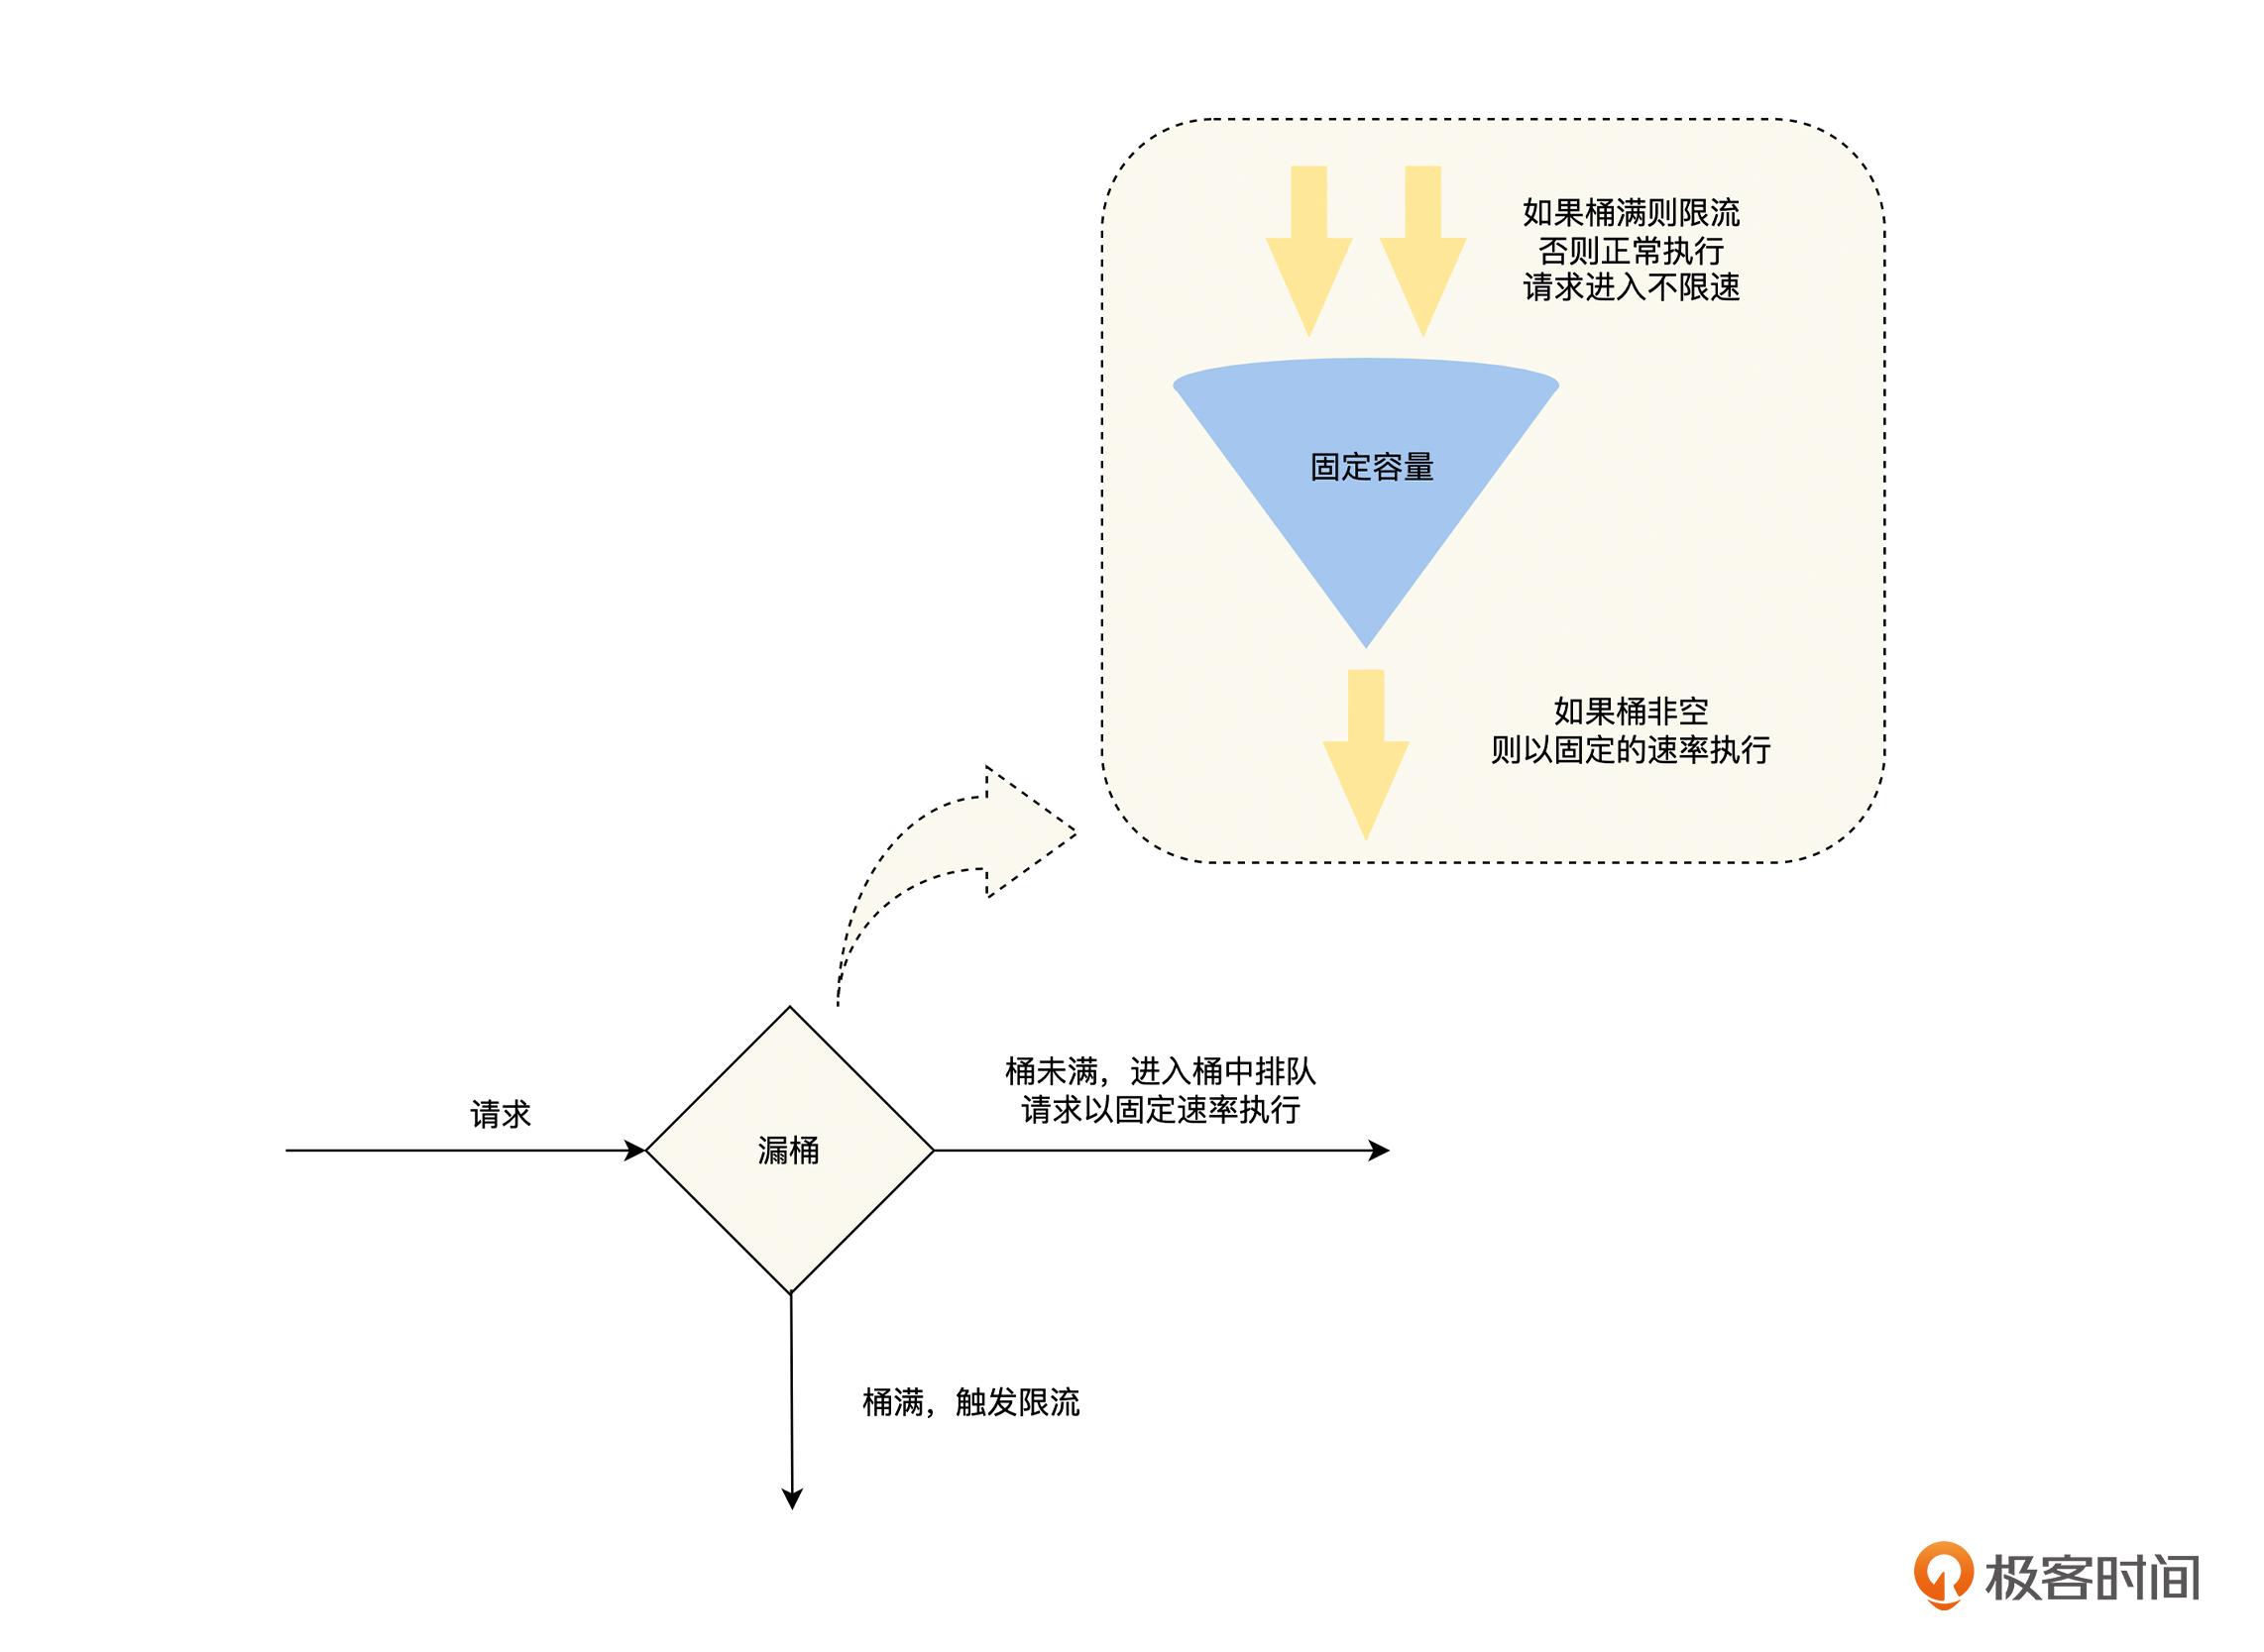 如果桶满则限流
否则正常执行
请求进入不限速
固定容量
如果桶非空
则以固定的速率执行
桶未满，进入桶中排队
请求以固定速率执行
请求
漏桶
桶满，触发限流
极客时间